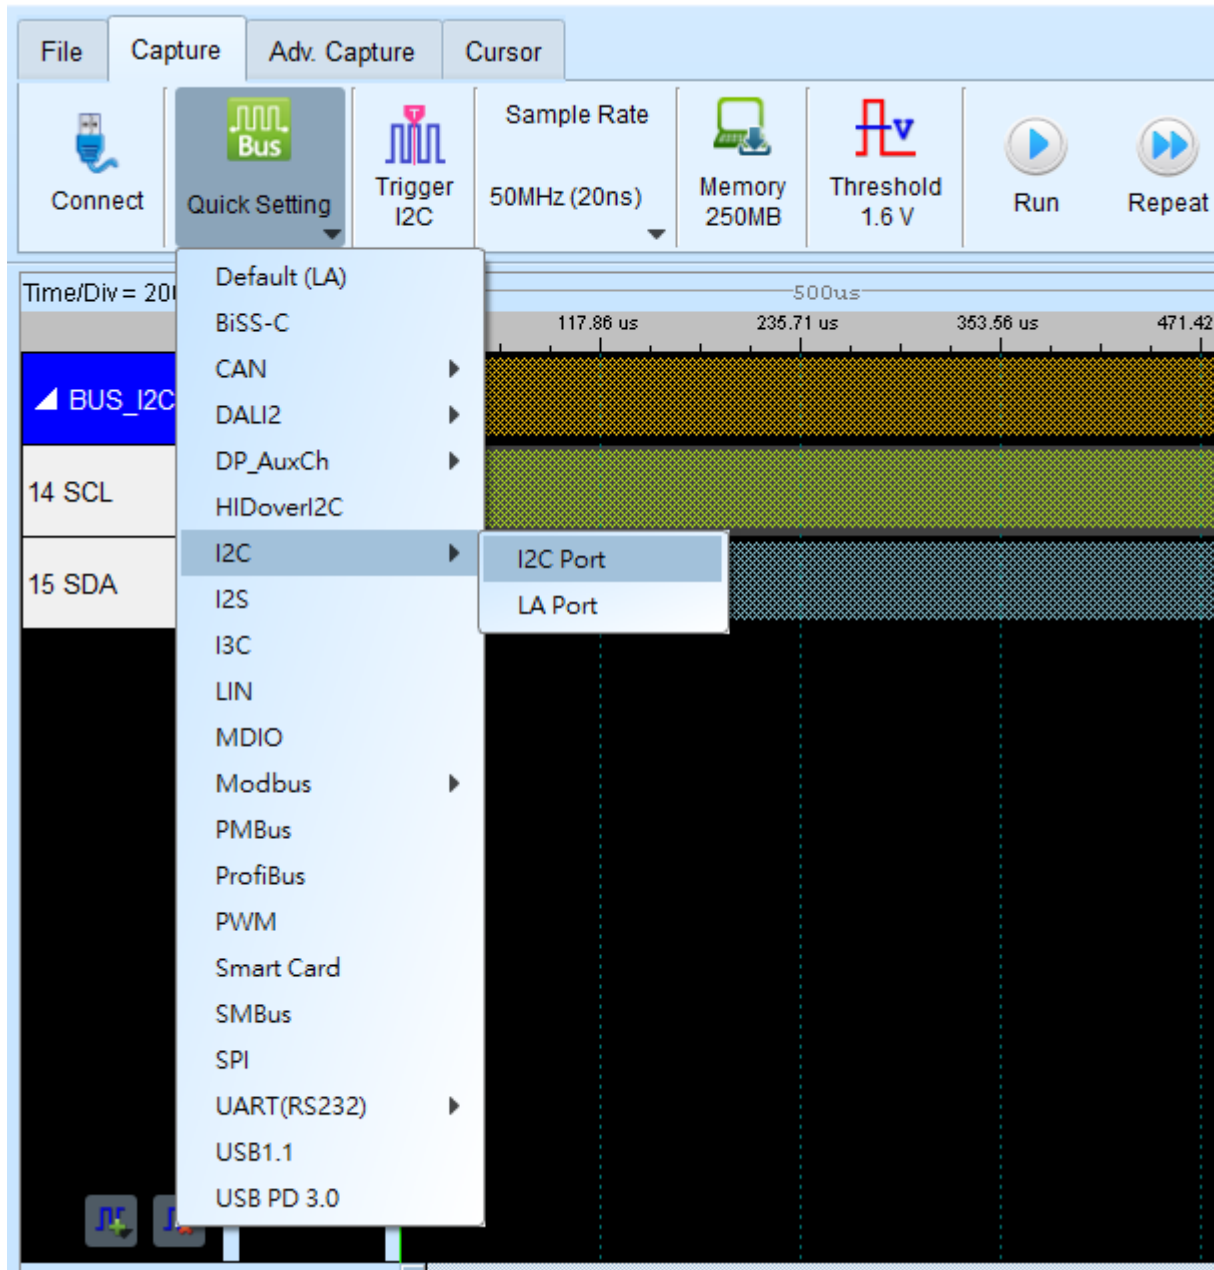 File Capture Adv. Capture Cursor
Bus
T
V
Sample Rate
Connect
Quick Setting
Trigger
I2C
50MHz (20ns)
Memory
250MB
Threshold
1.6 V
Run
Repeat
Time/Div = 20
500us
117.86 us 235.71 us 353.56 us 471.42
BUS_I2C
14 SCL
15 SDA
Default (LA)
BiSS-C
CAN
DALI2
DP_AuxCh
HIDoverI2C
I2C
I2S
I3C
LIN
MDIO
Modbus
PMBus
ProfiBus
PWM
Smart Card
SMBus
SPI
UART(RS232)
USB1.1
USB PD 3.0
I2C Port
LA Port